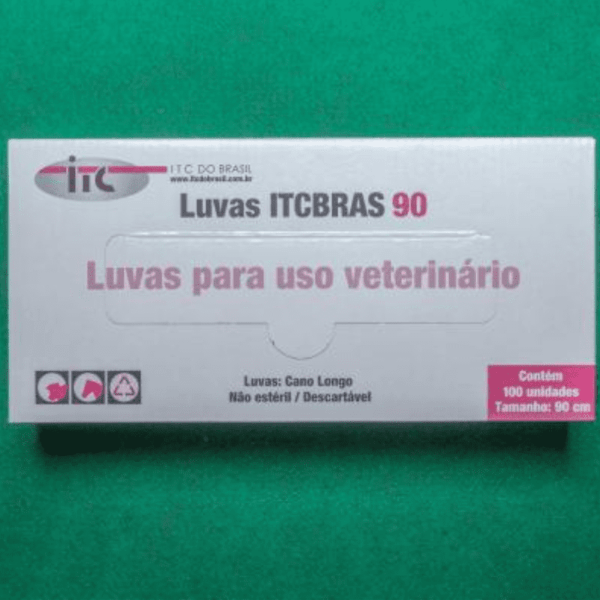 itc
ITC DO BRASIL
www.itcdobrasil.com.br
Luvas ITCBRAS 90
Luvas para uso veterinário
Luvas: Cano Longo
Não estéril / Descartável
Contém
100 unidades
Tamanho: 90 cm